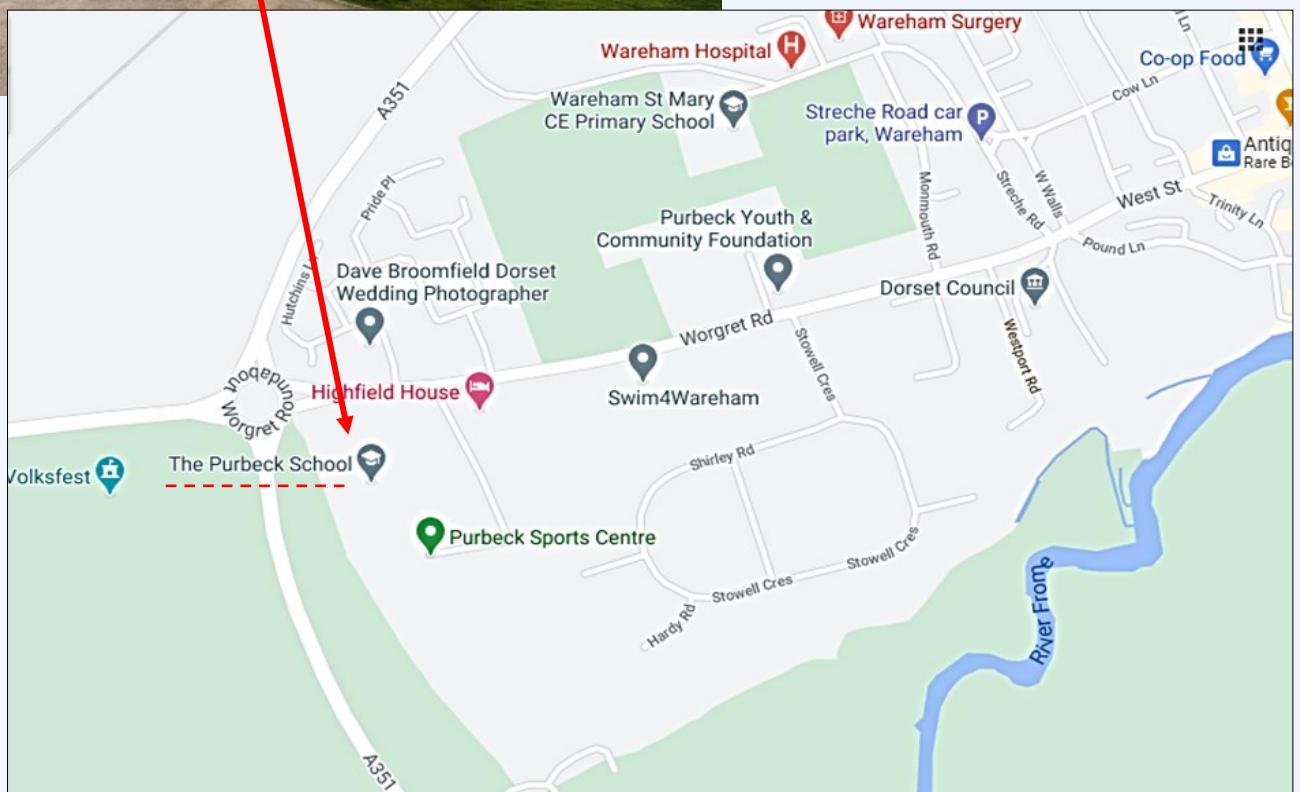 Wareham Surgery
Wareham Hospital
Co-op Food
Ln
Cow Ln
A351
Wareham St Mary
CE Primary School
Streche Road car
park, Wareham
Antiq
Rare B
Pride Pl
Monmouth Rd
Streche Rd
W Walls
West St
Trinity Ln
Pound Ln
Purbeck Youth &
Community Foundation
Hutchins L
Dave Broomfield Dorset
Wedding Photographer
Dorset Council
Worgret Rd
Stowell Cres
Westport Rd
Worgret Roundabout
Highfield House
Swim4Wareham
The Purbeck School
Volksfest
Shirley Rd
Purbeck Sports Centre
Stowell Cres
Stowell Cres
Hardy Rd
River Frome
A351